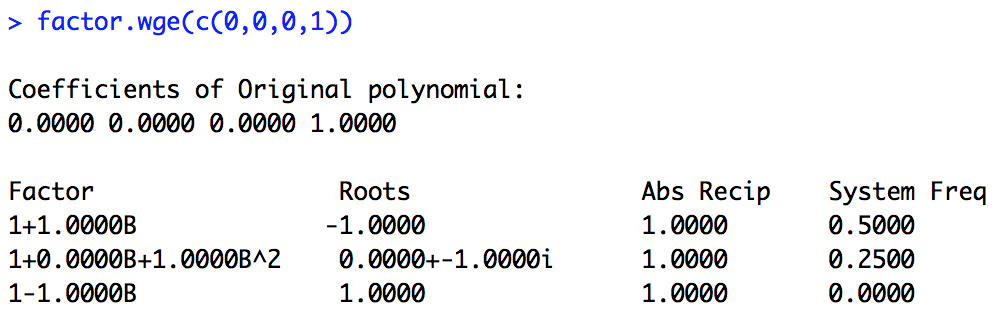 > factor.wge(c(0,0,0,1))
Coefficients of Original polynomial:
0.0000 0.0000 0.0000 1.0000
Factor Roots Abs Recip System Freq
1+1.0000B -1.0000 1.0000 0.5000
1+0.0000B+1.0000B^2 0.0000+-1.0000i 1.0000 0.2500
1-1.0000B 1.0000 1.0000 0.0000